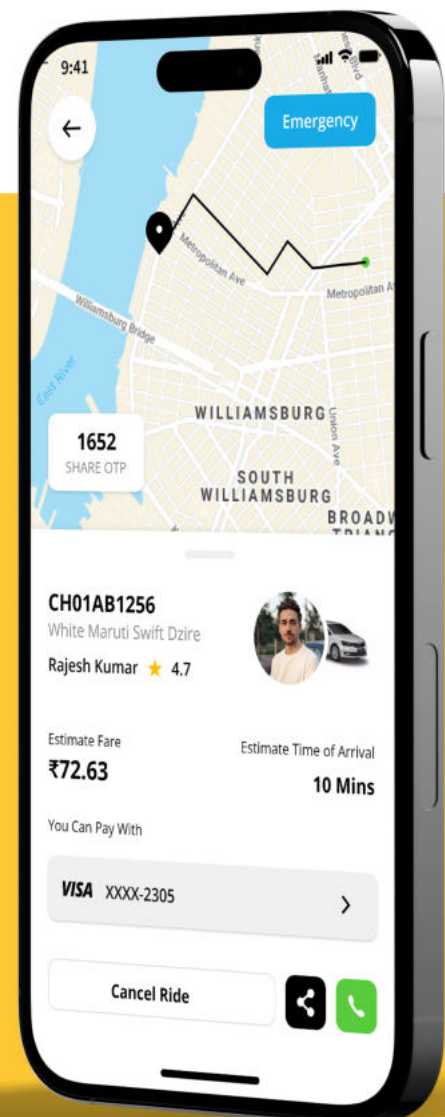 9:41
Emergency
Metropolitan Ave
Metropolitan A
Williamsburg Bridge
East River
WILLIAMSBURG
Union Ave
1652
SHARE OTP
SOUTH
WILLIAMSBURG
BROADW
CH01AB1256
White Maruti Swift Dzire
Rajesh Kumar ★ 4.7
Estimate Fare
Estimate Time of Arrival
₹72.63
10 Mins
You Can Pay With
VISA XXXX-2305
Cancel Ride